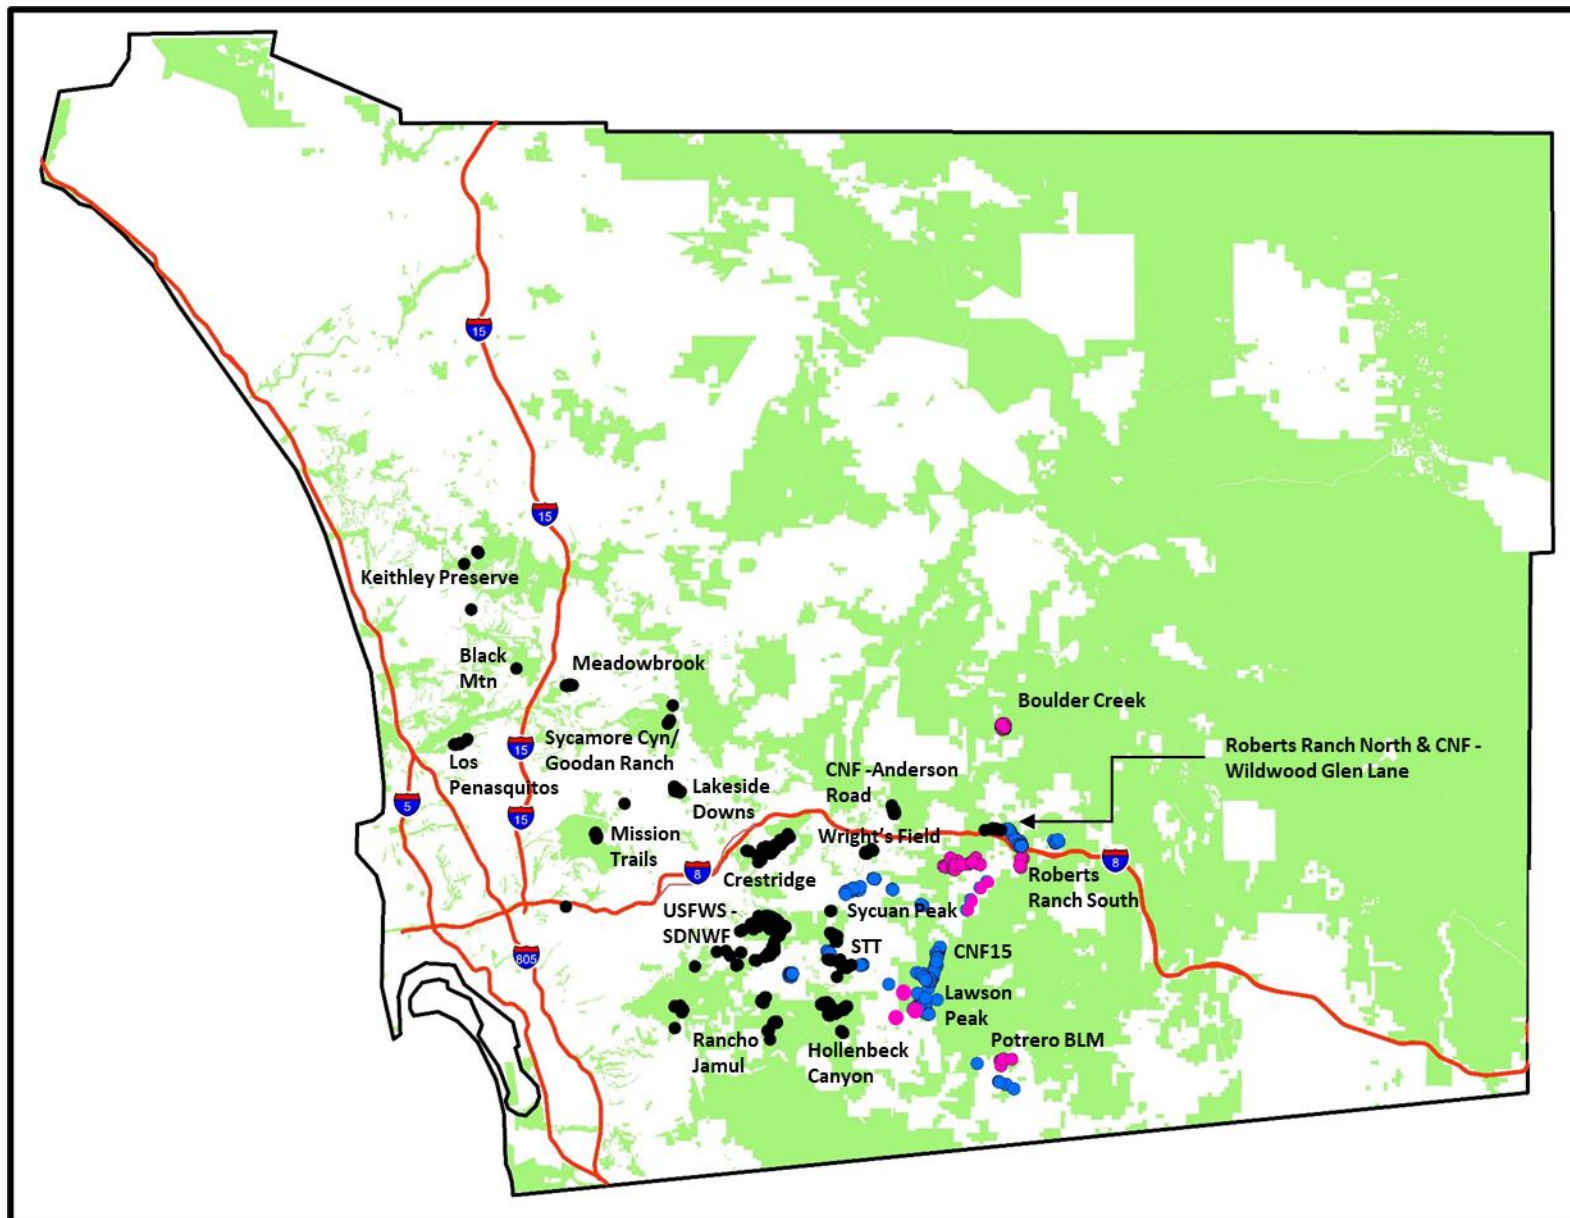 15
15
Keithley Preserve
Black
Mtn
Meadowbrook
Boulder Creek
Sycamore Cyn/
Goodan Ranch
15
Los
Penasquitos
Roberts Ranch North & CNF -
Wildwood Glen Lane
CNF -Anderson
Road
Lakeside
Downs
5
15
Mission
Trails
Wright's Field
8
8
Crestridge
Roberts
Ranch South
USFWS -
SDNWF
Sycuan Peak
STT
CNF15
805
Lawson
Peak
Rancho
Jamul
Hollenbeck
Canyon
Potrero BLM